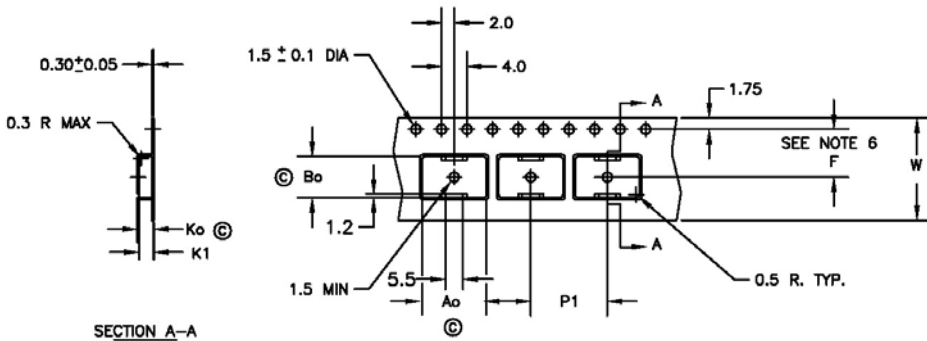 2.0
1.5 ± 0.1 DIA
4.0
0.30±0.05
A
1.75
0.3 R MAX
SEE NOTE 6
F
W
Ⓒ Bo
1.2
Ko Ⓒ
K1
A
5.5
1.5 MIN
Ao
P1
0.5 R. TYP.
Ⓒ
SECTION A-A